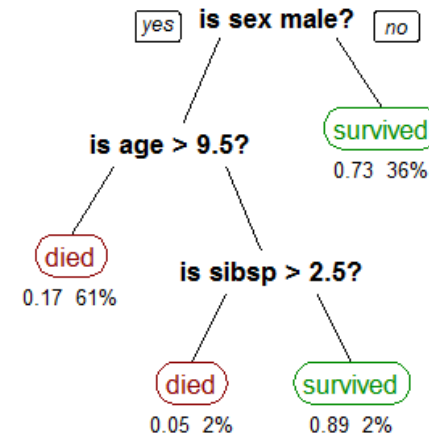 yes is sex male? no
survived
0.73 36%
is age > 9.5?
died
0.17 61%
is sibsp > 2.5?
died survived
0.05 2% 0.89 2%